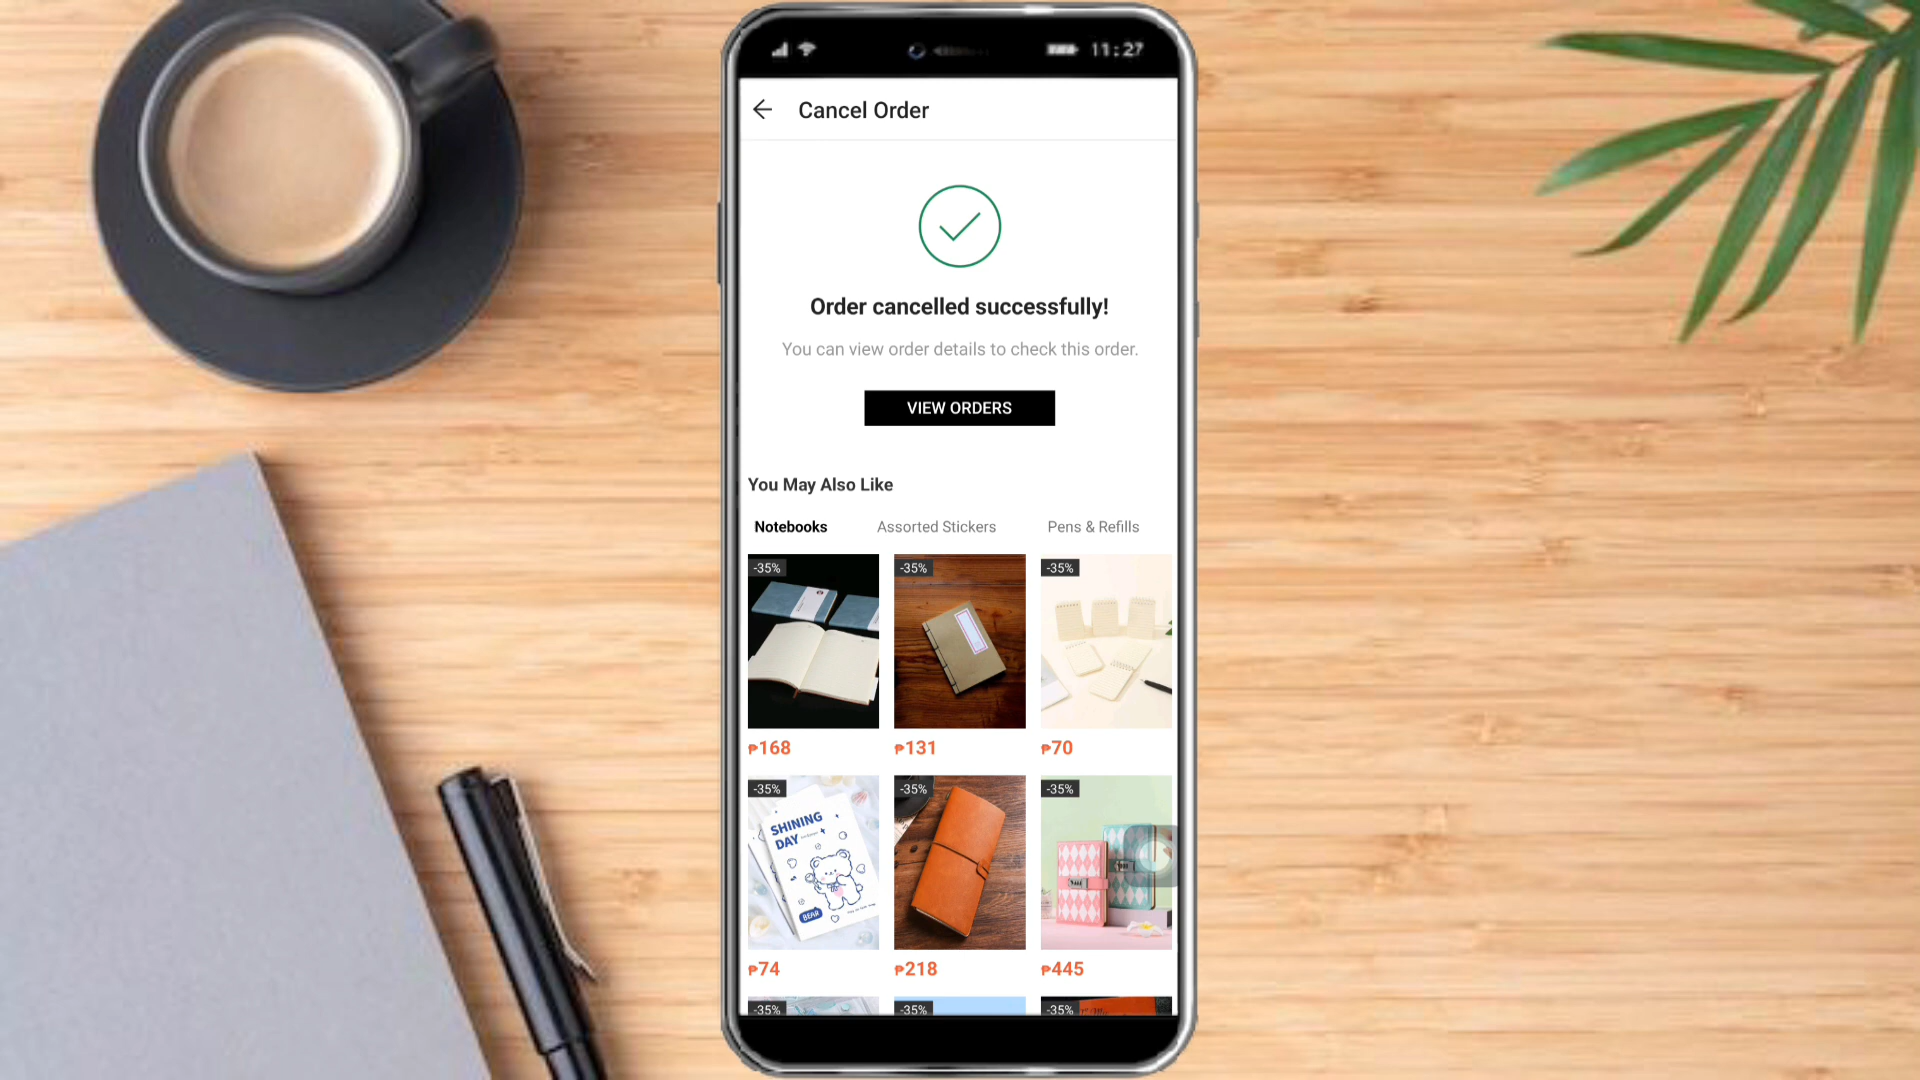 11:27
Cancel Order
Order cancelled successfully!
You can view order details to check this order.
VIEW ORDERS
You May Also Like
Notebooks Assorted Stickers Pens & Refills
-35% -35% -35%
₱168 ₱131 ₱70
-35% -35% -35%
SHINING
DAY
BEAR
₱74 ₱218 ₱445
-35% -35% -35%